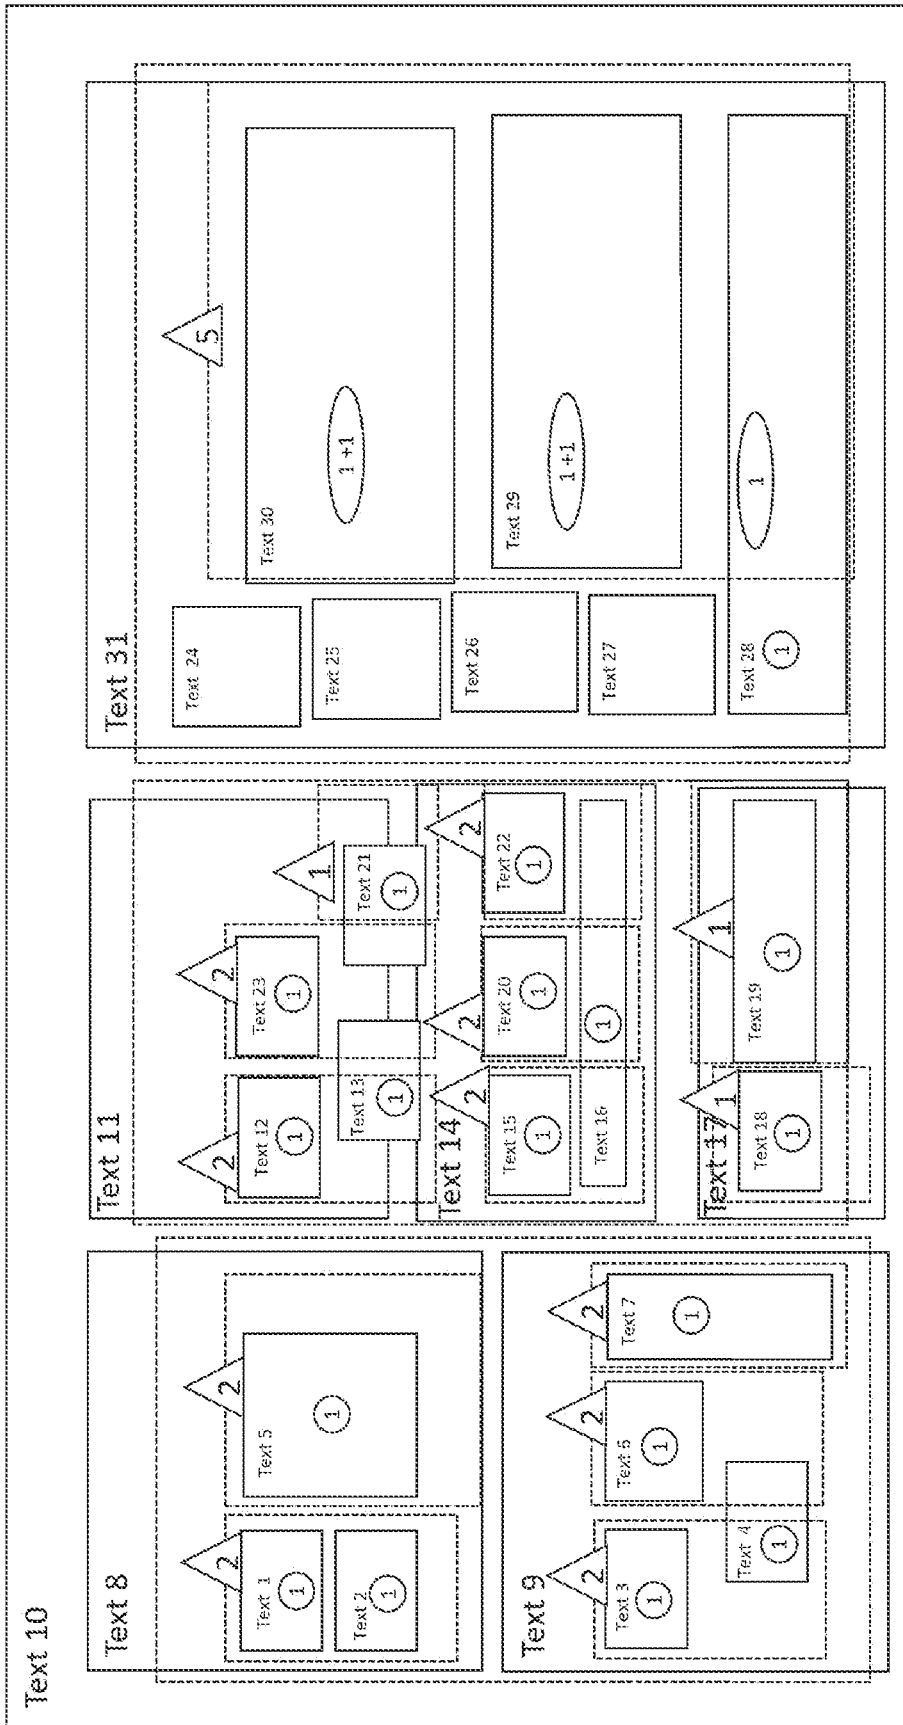 Text 10
Text 8
2
Text 1
1
Text 2
1
2
Text 5
1
Text 9
2
Text 3
1
Text 4
1
2
Text 6
1
2
Text 7
1
Text 11
2
Text 12
1
Text 13
1
2
Text 23
1
1
Text 21
1
Text 14
2
Text 15
1
Text 16
1
2
Text 20
1
2
Text 22
1
Text 17
1
Text 18
1
1
Text 19
1
Text 31
5
Text 24
Text 25
Text 26
Text 27
Text 28
1
1
Text 30
1 +1
Text 29
1 +1